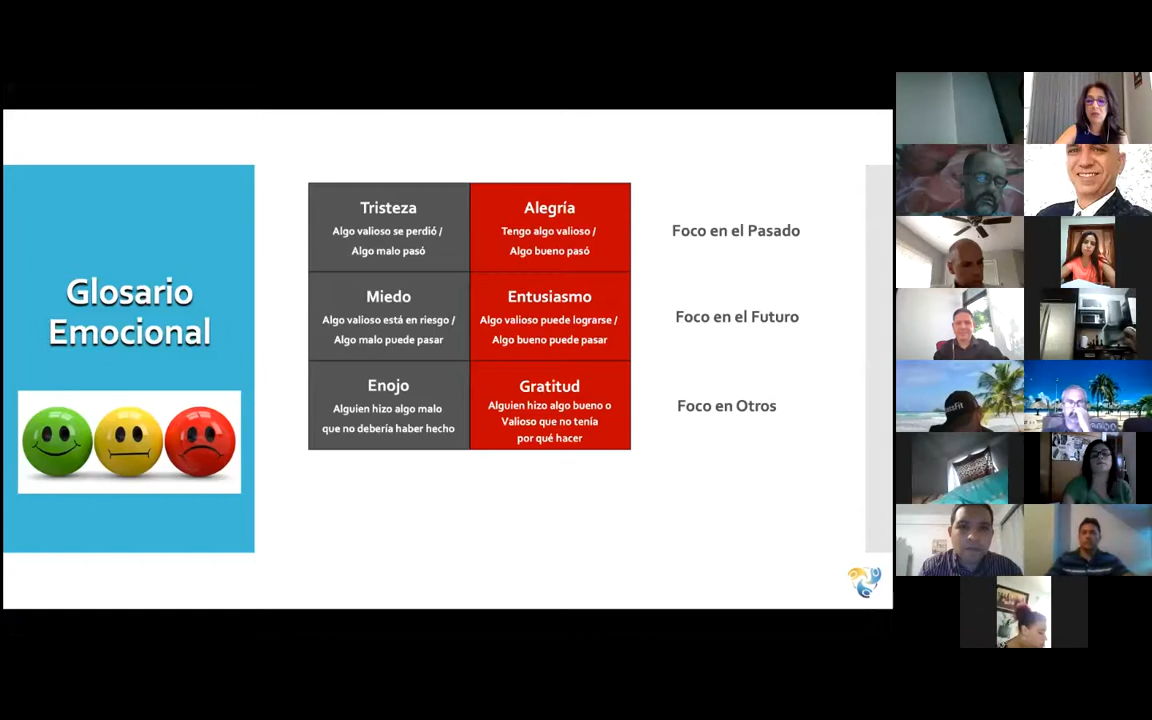 Glosario
Emocional
Tristeza
Algo valioso se perdió /
Algo malo pasó
Alegría
Tengo algo valioso /
Algo bueno pasó
Foco en el Pasado
Miedo
Algo valioso está en riesgo /
Algo malo puede pasar
Entusiasmo
Algo valioso puede lograrse /
Algo bueno puede pasar
Foco en el Futuro
Enojo
Alguien hizo algo malo
que no debería haber hecho
Gratitud
Alguien hizo algo bueno o
Valioso que no tenía
por qué hacer
Foco en Otros